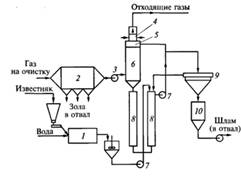 Отходящие газы
4
5
Газ
на очистку
2
3
6
9
Известняк
Зола
в отвал
7
8
8
10
Шлам
(в отвал)
Вода
1
7